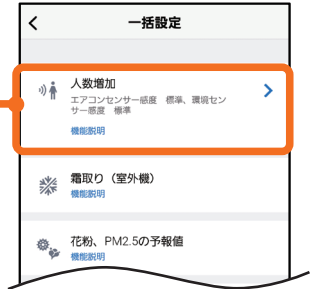 一括設定
人数増加
エアコンセンサー感度 標準、環境セン
サー感度 標準
機能説明
霜取り（室外機）
機能説明
花粉、PM2.5の予報値
機能説明